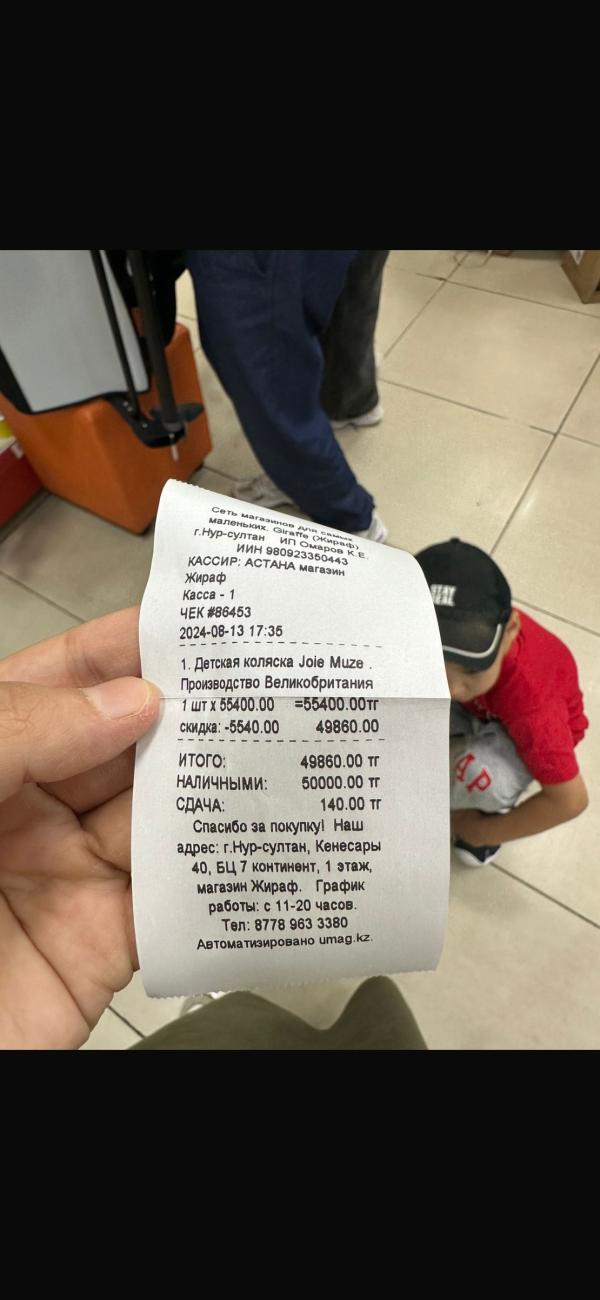 Сеть магазинов для самых
маленьких. Giraffe (Жираф)
г.Нур-султан ИП Омаров К.Е.
ИИН 980923350443
КАССИР: АСТАНА магазин
Жираф
Касса - 1
ЧЕК #86453
2024-08-13 17:35
1. Детская коляска Joie Muze .
Производство Великобритания
1 шт x 55400.00 =55400.00тг
скидка: -5540.00 49860.00
ИТОГО: 49860.00 тг
НАЛИЧНЫМИ: 50000.00 тг
СДАЧА: 140.00 тг
Спасибо за покупку! Наш
адрес: г.Нур-султан, Кенесары
40, БЦ 7 континент, 1 этаж,
магазин Жираф. График
работы: с 11-20 часов.
Тел: 8778 963 3380
Автоматизировано umag.kz.
STAY
REAL
AP